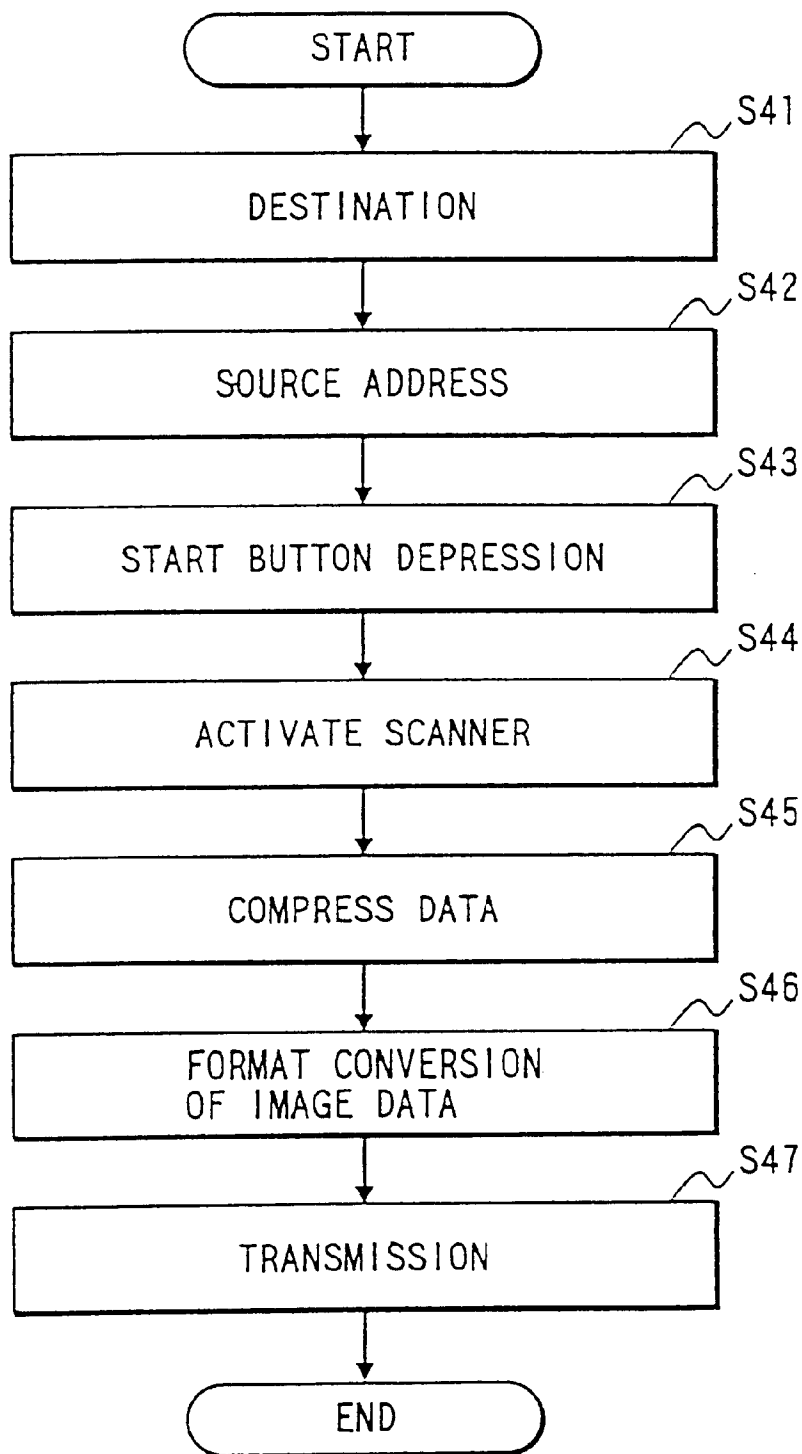 START
S41
DESTINATION
S42
SOURCE ADDRESS
S43
START BUTTON DEPRESSION
S44
ACTIVATE SCANNER
S45
COMPRESS DATA
S46
FORMAT CONVERSION
OF IMAGE DATA
S47
TRANSMISSION
END